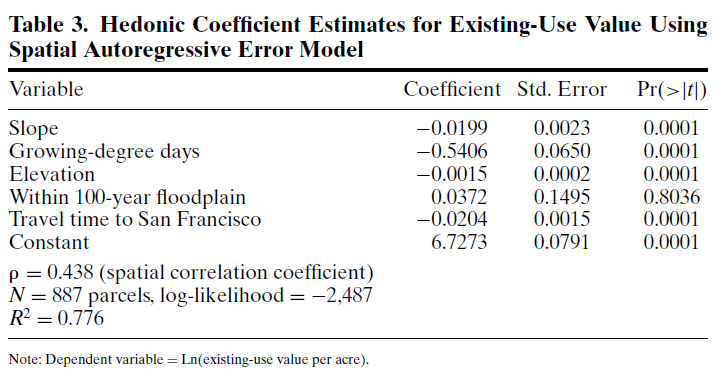 Table 3. Hedonic Coefficient Estimates for Existing-Use Value Using
Spatial Autoregressive Error Model
Variable Coefficient Std. Error Pr(>|t|)
Slope −0.0199 0.0023 0.0001
Growing-degree days −0.5406 0.0650 0.0001
Elevation −0.0015 0.0002 0.0001
Within 100-year floodplain 0.0372 0.1495 0.8036
Travel time to San Francisco −0.0204 0.0015 0.0001
Constant 6.7273 0.0791 0.0001
ρ = 0.438 (spatial correlation coefficient)
N = 887 parcels, log-likelihood = −2,487
R² = 0.776
Note: Dependent variable = Ln(existing-use value per acre).